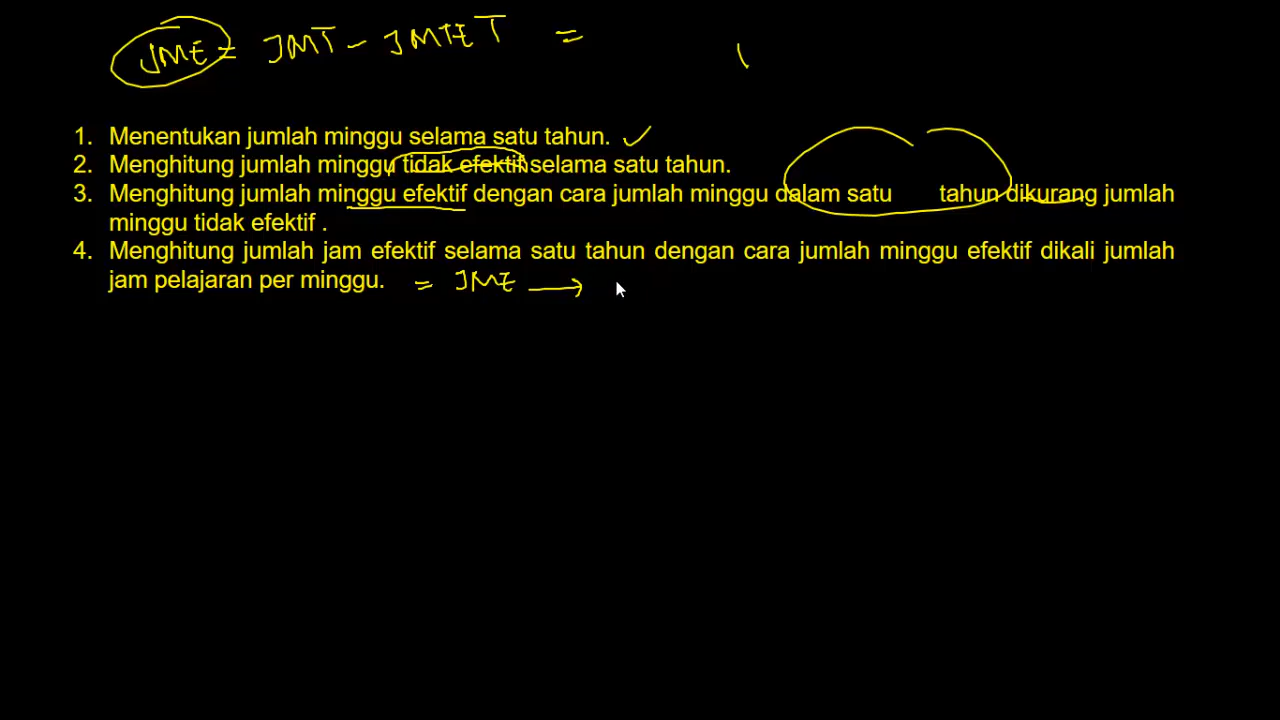 JME = JMT - JMTET =
1. Menentukan jumlah minggu selama satu tahun. ✓
2. Menghitung jumlah minggu tidak efektif selama satu tahun.
3. Menghitung jumlah minggu efektif dengan cara jumlah minggu dalam satu tahun dikurang jumlah
minggu tidak efektif .
4. Menghitung jumlah jam efektif selama satu tahun dengan cara jumlah minggu efektif dikali jumlah
jam pelajaran per minggu. = JME →